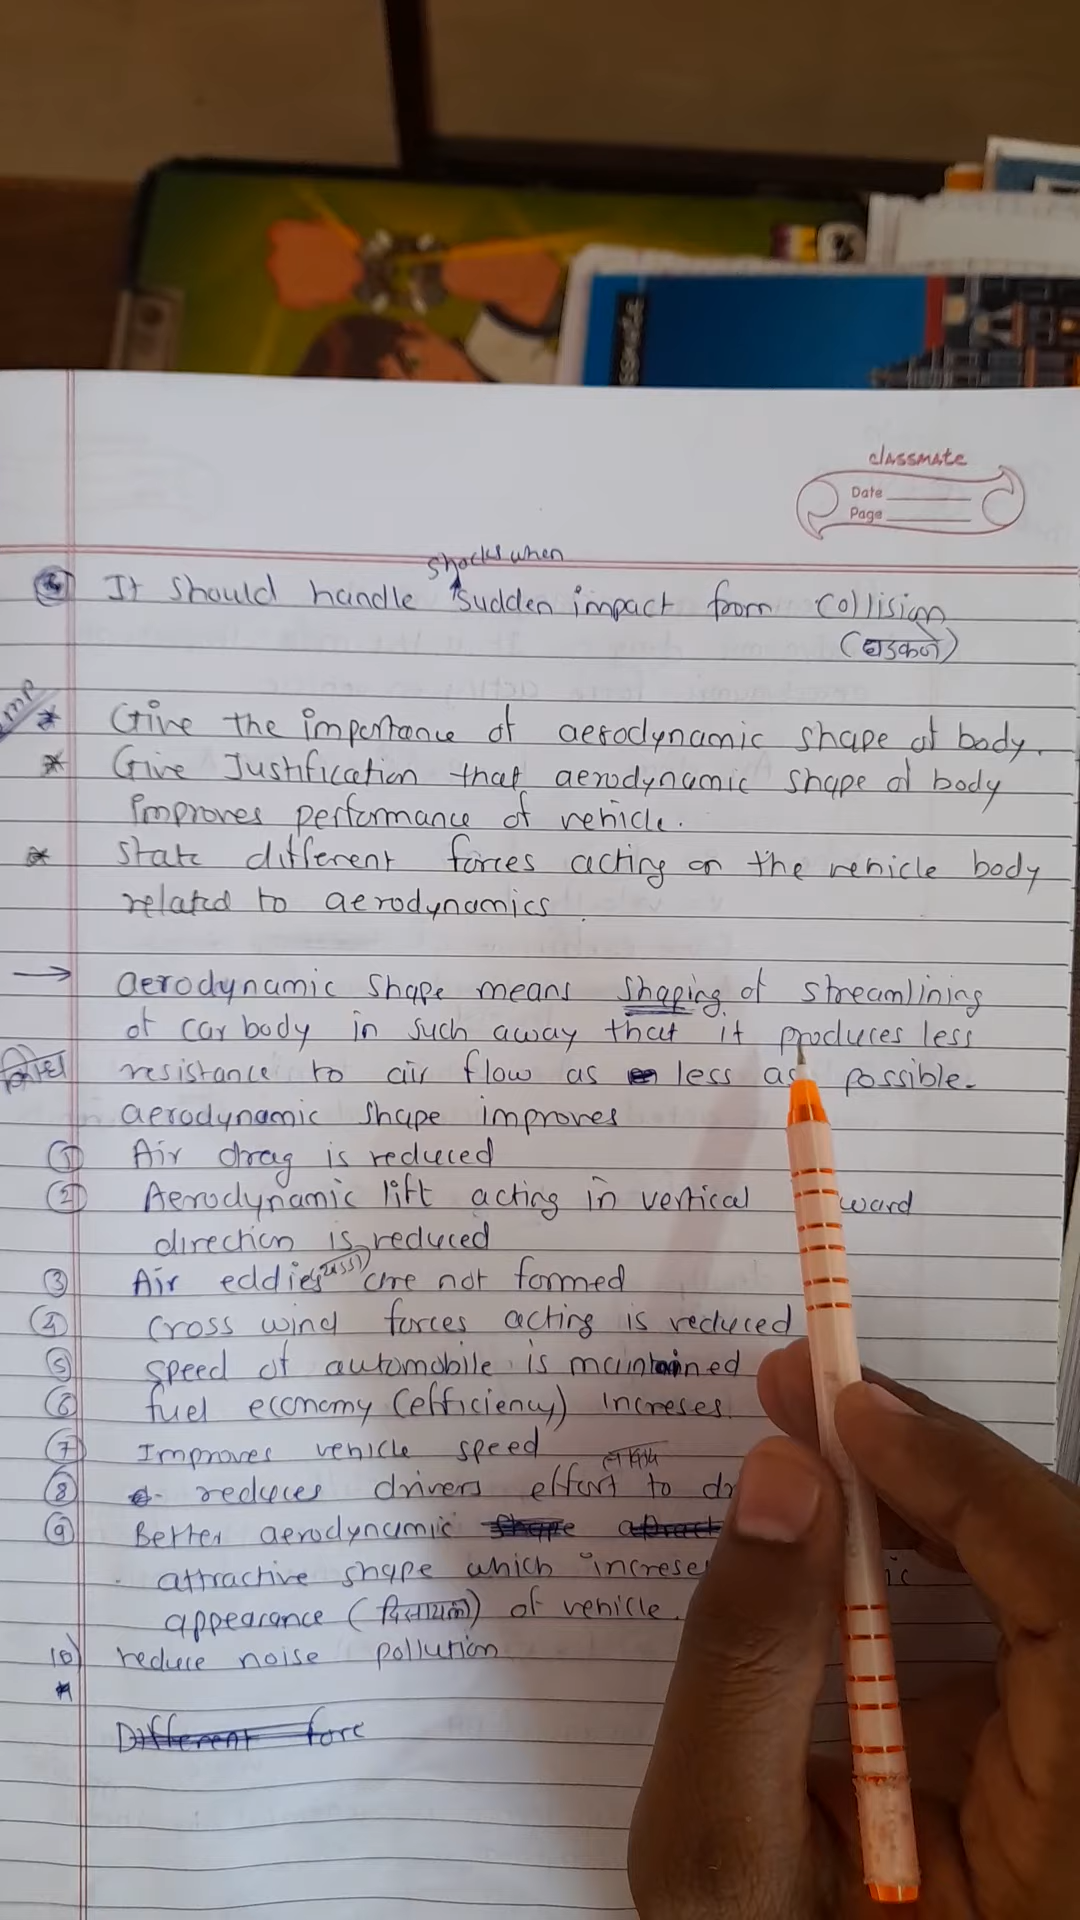 classmate
Date
Page
shocks when
It should handle sudden impact from collision
(धडकने)
Imp
* Give the importance of aerodynamic shape of body.
* Give Justification that aerodynamic shape of body
improves performance of vehicle.
* State different forces acting on the vehicle body
related to aerodynamics
→ aerodynamic shape means shaping of streamlining
of car body in such away that it produces less
resistance to air flow as less as possible.
aerodynamic shape improves
① Air drag is reduced
② Aerodynamic lift acting in vertical ward
direction is reduced
③ Air eddies are not formed
④ cross wind forces acting is reduced
⑤ speed of automobile is maintained
⑥ fuel economy (efficiency) increses
⑦ Improves vehicle speed
⑧ reduces drivers effort to dr
⑨ Better aerodynamic
attractive shape which increse ic
appearance of vehicle.
10) reduce noise pollution
*
Different forc